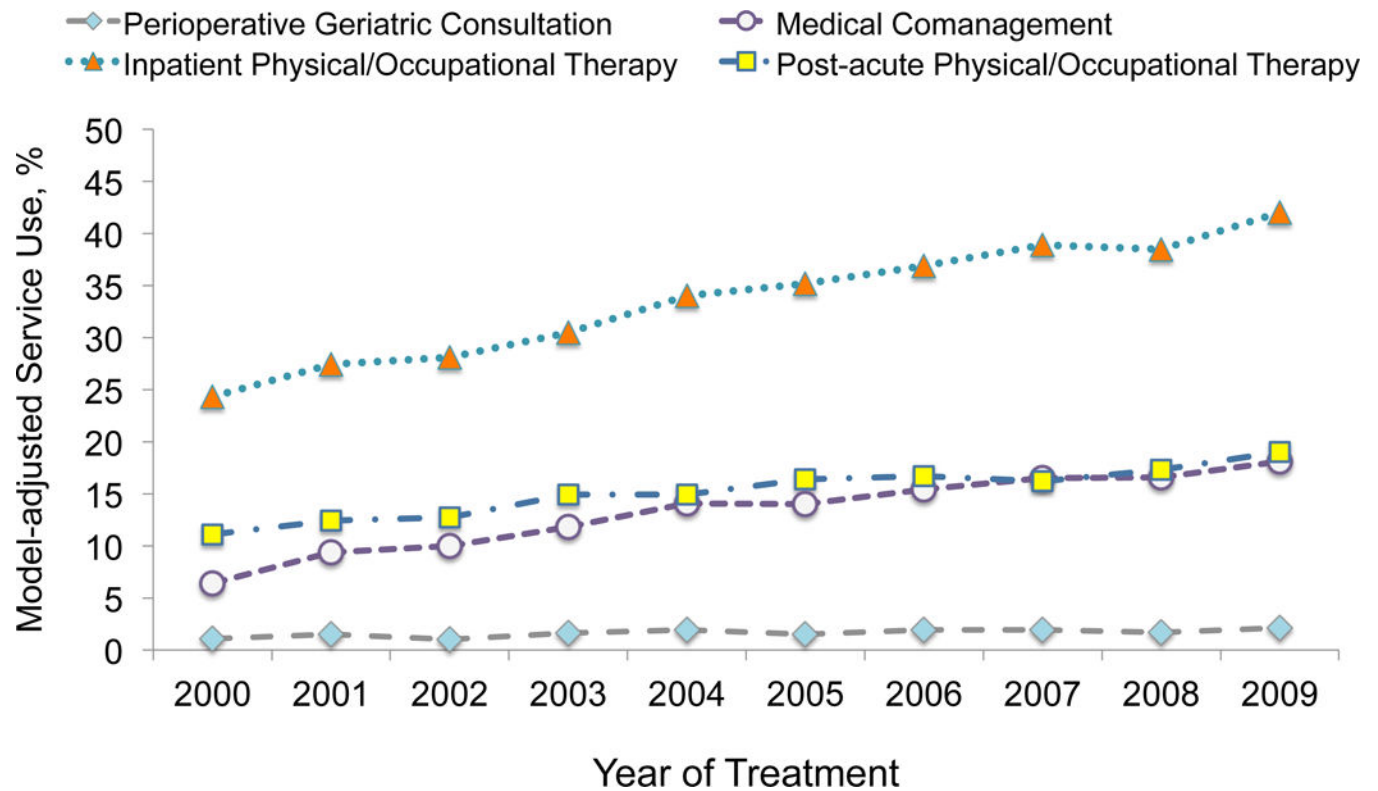 Perioperative Geriatric Consultation
Medical Comanagement
Inpatient Physical/Occupational Therapy
Post-acute Physical/Occupational Therapy
Model-adjusted Service Use, %
50
45
40
35
30
25
20
15
10
5
0
2000 2001 2002 2003 2004 2005 2006 2007 2008 2009
Year of Treatment